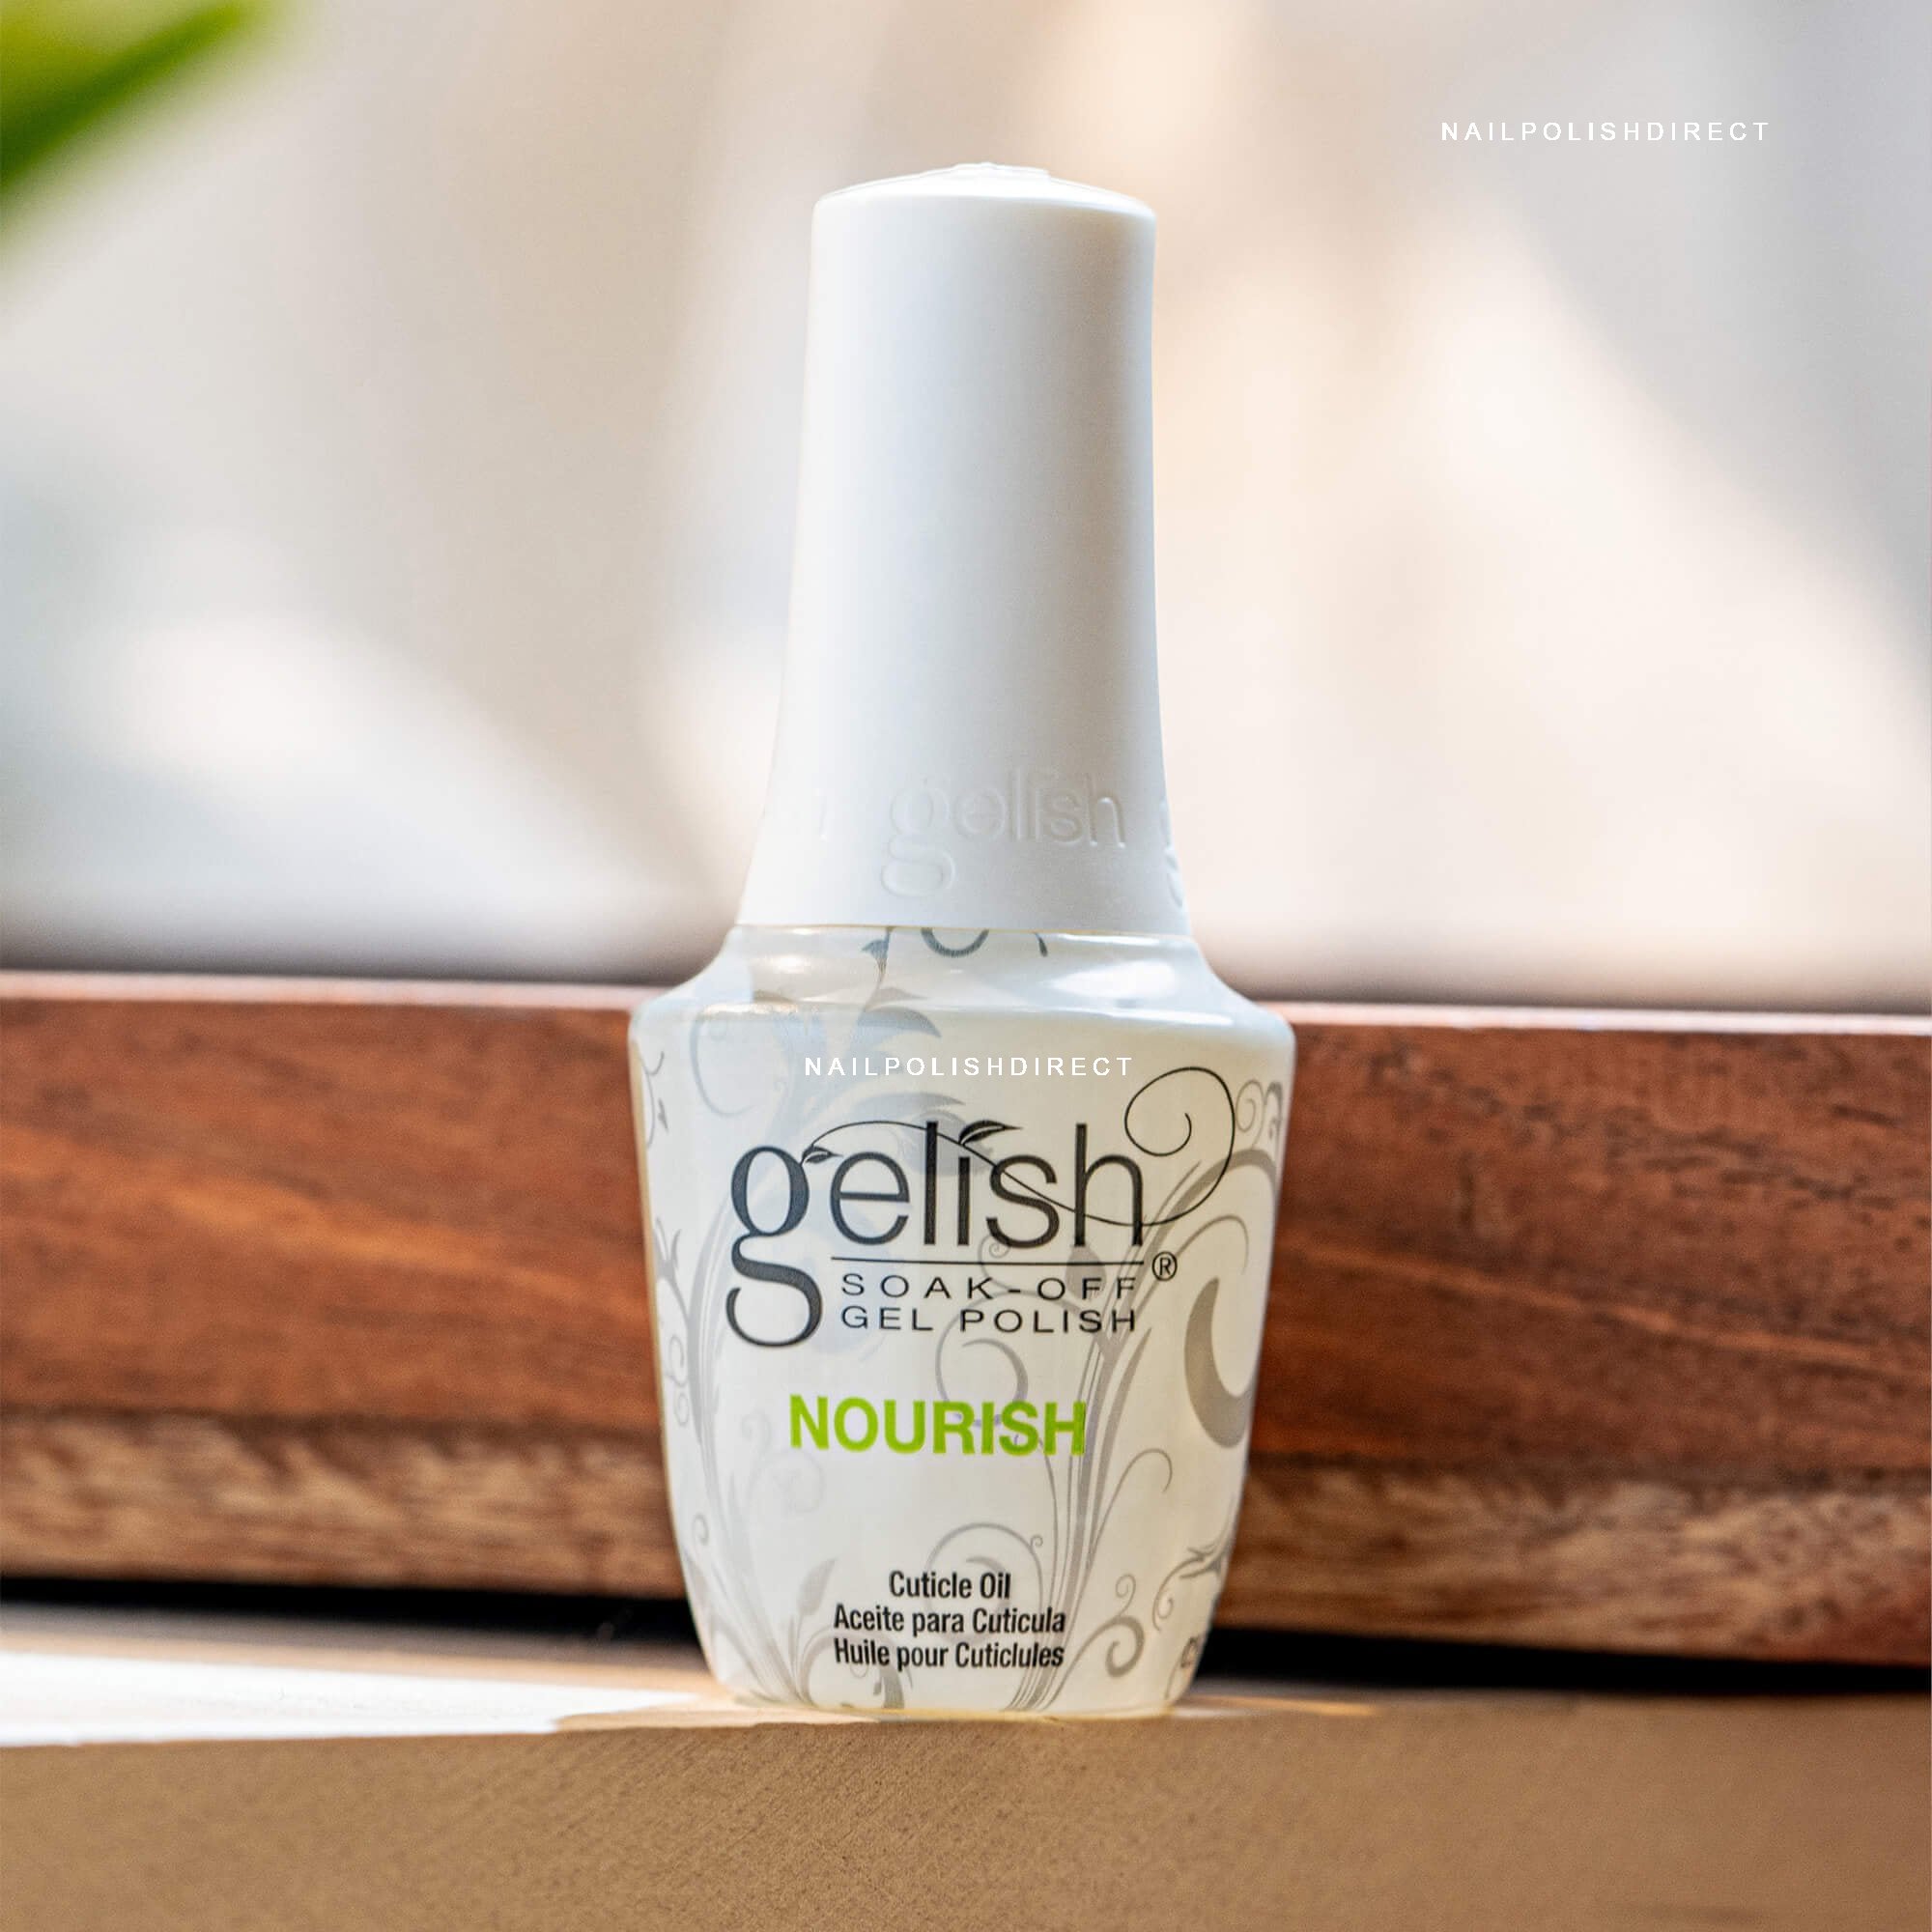 NAILPOLISHDIRECT
gelish
NAILPOLISHDIRECT
gelish®
SOAK-OFF
GEL POLISH
NOURISH
Cuticle Oil
Aceite para Cuticula
Huile pour Cuticlules